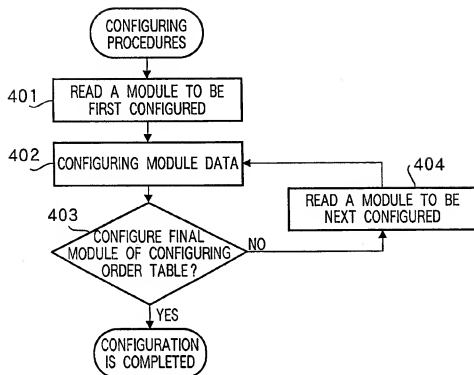 CONFIGURING
PROCEDURES
401
READ A MODULE TO BE
FIRST CONFIGURED
402
CONFIGURING MODULE DATA
404
READ A MODULE TO BE
NEXT CONFIGURED
403
CONFIGURE FINAL
MODULE OF CONFIGURING
ORDER TABLE?
NO
YES
CONFIGURATION
IS COMPLETED